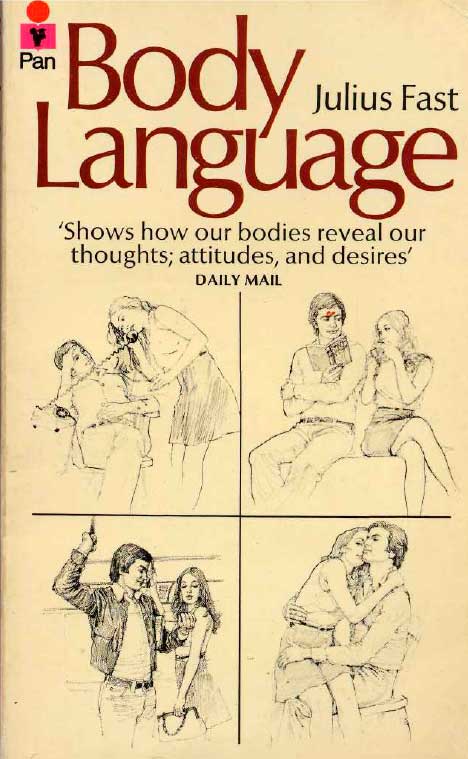 Pan
Body
Julius Fast
Language
'Shows how our bodies reveal our
thoughts; attitudes, and desires'
DAILY MAIL